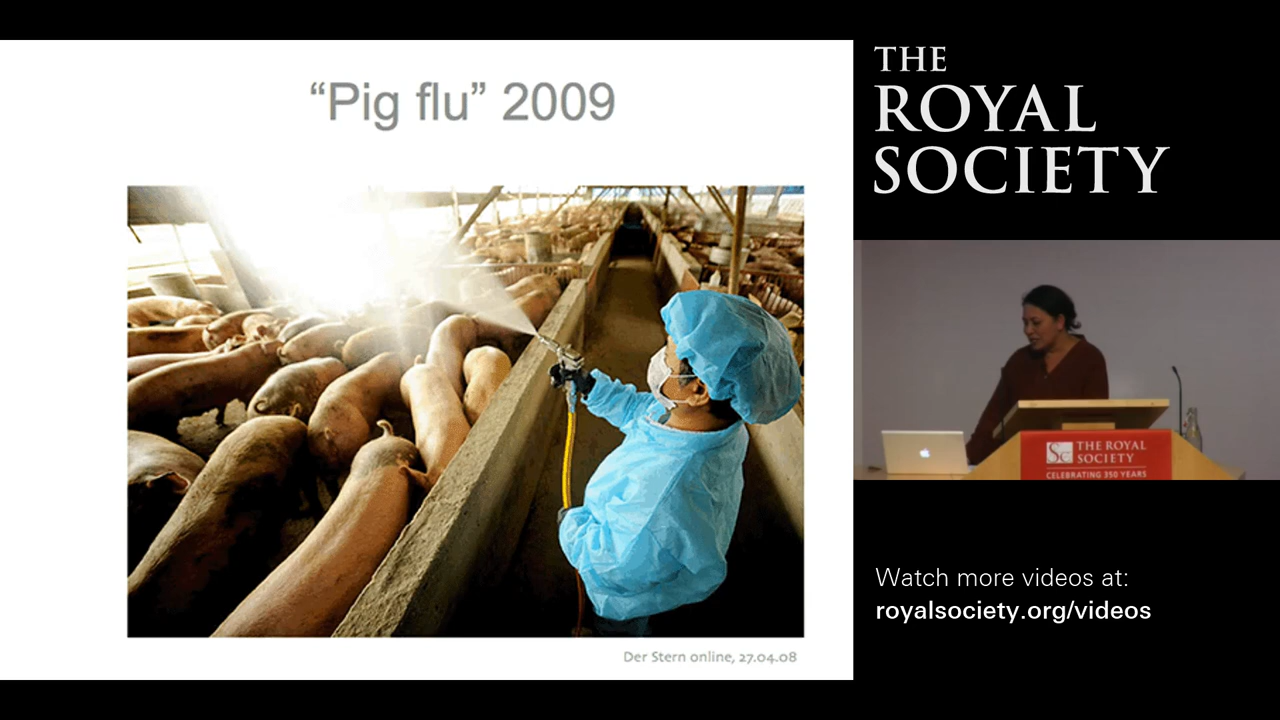 “Pig flu” 2009
Der Stern online, 27.04.08
THE
ROYAL
SOCIETY
THE ROYAL
SOCIETY
CELEBRATING 350 YEARS
Watch more videos at:
royalsociety.org/videos